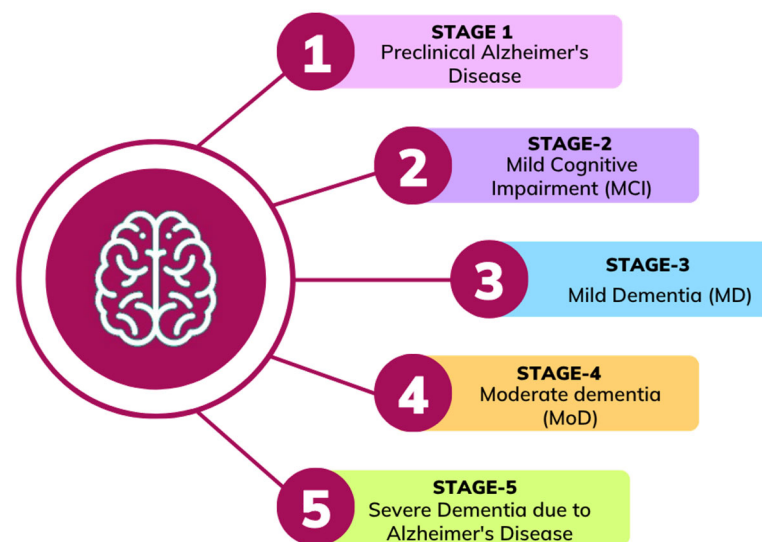 1
STAGE 1
Preclinical Alzheimer's
Disease
2
STAGE-2
Mild Cognitive
Impairment (MCI)
3
STAGE-3
Mild Dementia (MD)
4
STAGE-4
Moderate dementia
(MoD)
5
STAGE-5
Severe Dementia due to
Alzheimer's Disease